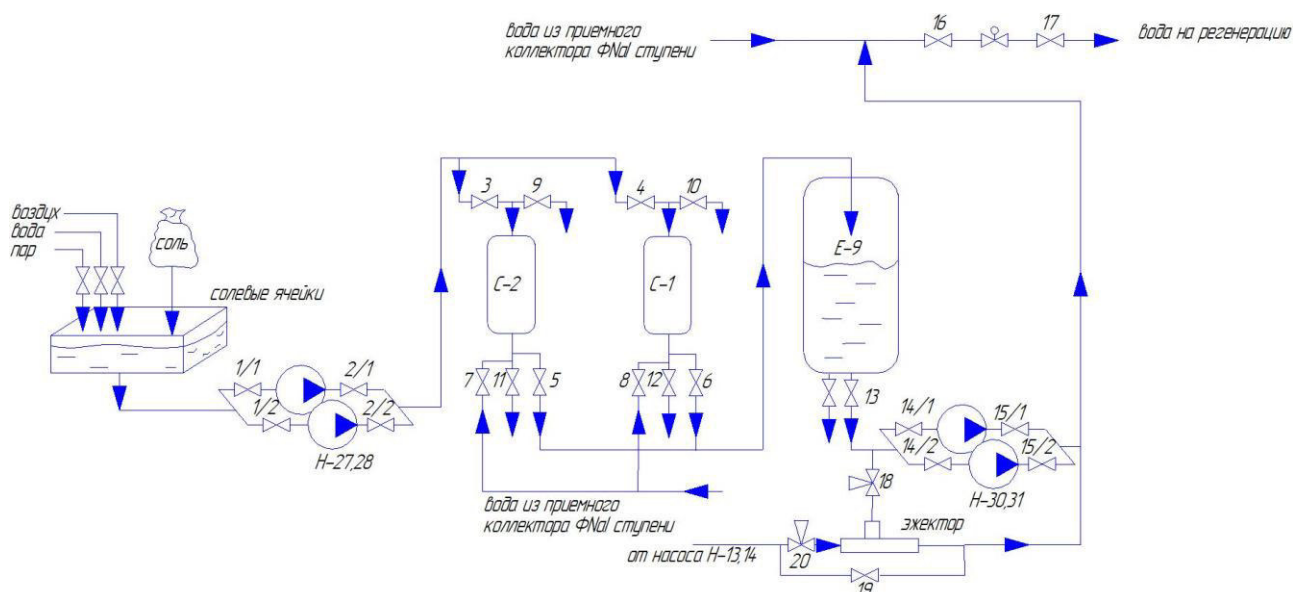 вода из приемного
коллектора ФNaI ступени
16
17
вода на регенерацию
воздух
вода
пар
соль
солевые ячейки
3
9
4
10
С-2
С-1
Е-9
1/1
2/1
1/2
2/2
Н-27,28
7
11
5
8
12
6
13
14/1
15/1
14/2
15/2
Н-30,31
18
вода из приемного
коллектора ФNaI ступени
эжектор
от насоса Н-13,14
20
19